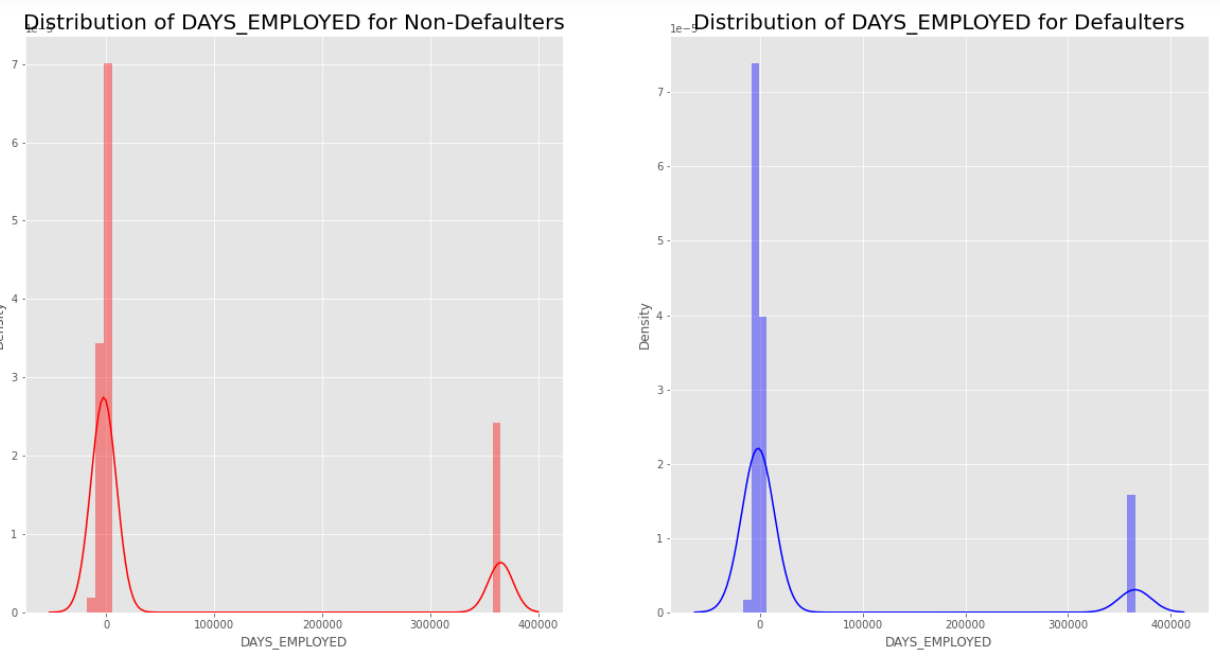 Distribution of DAYS_EMPLOYED for Non-Defaulters
7
6
5
4
3
2
1
0
Density
0 100000 200000 300000 400000
DAYS_EMPLOYED
Distribution of DAYS_EMPLOYED for Defaulters
1e−5
7
6
5
4
3
2
1
0
Density
0 100000 200000 300000 400000
DAYS_EMPLOYED